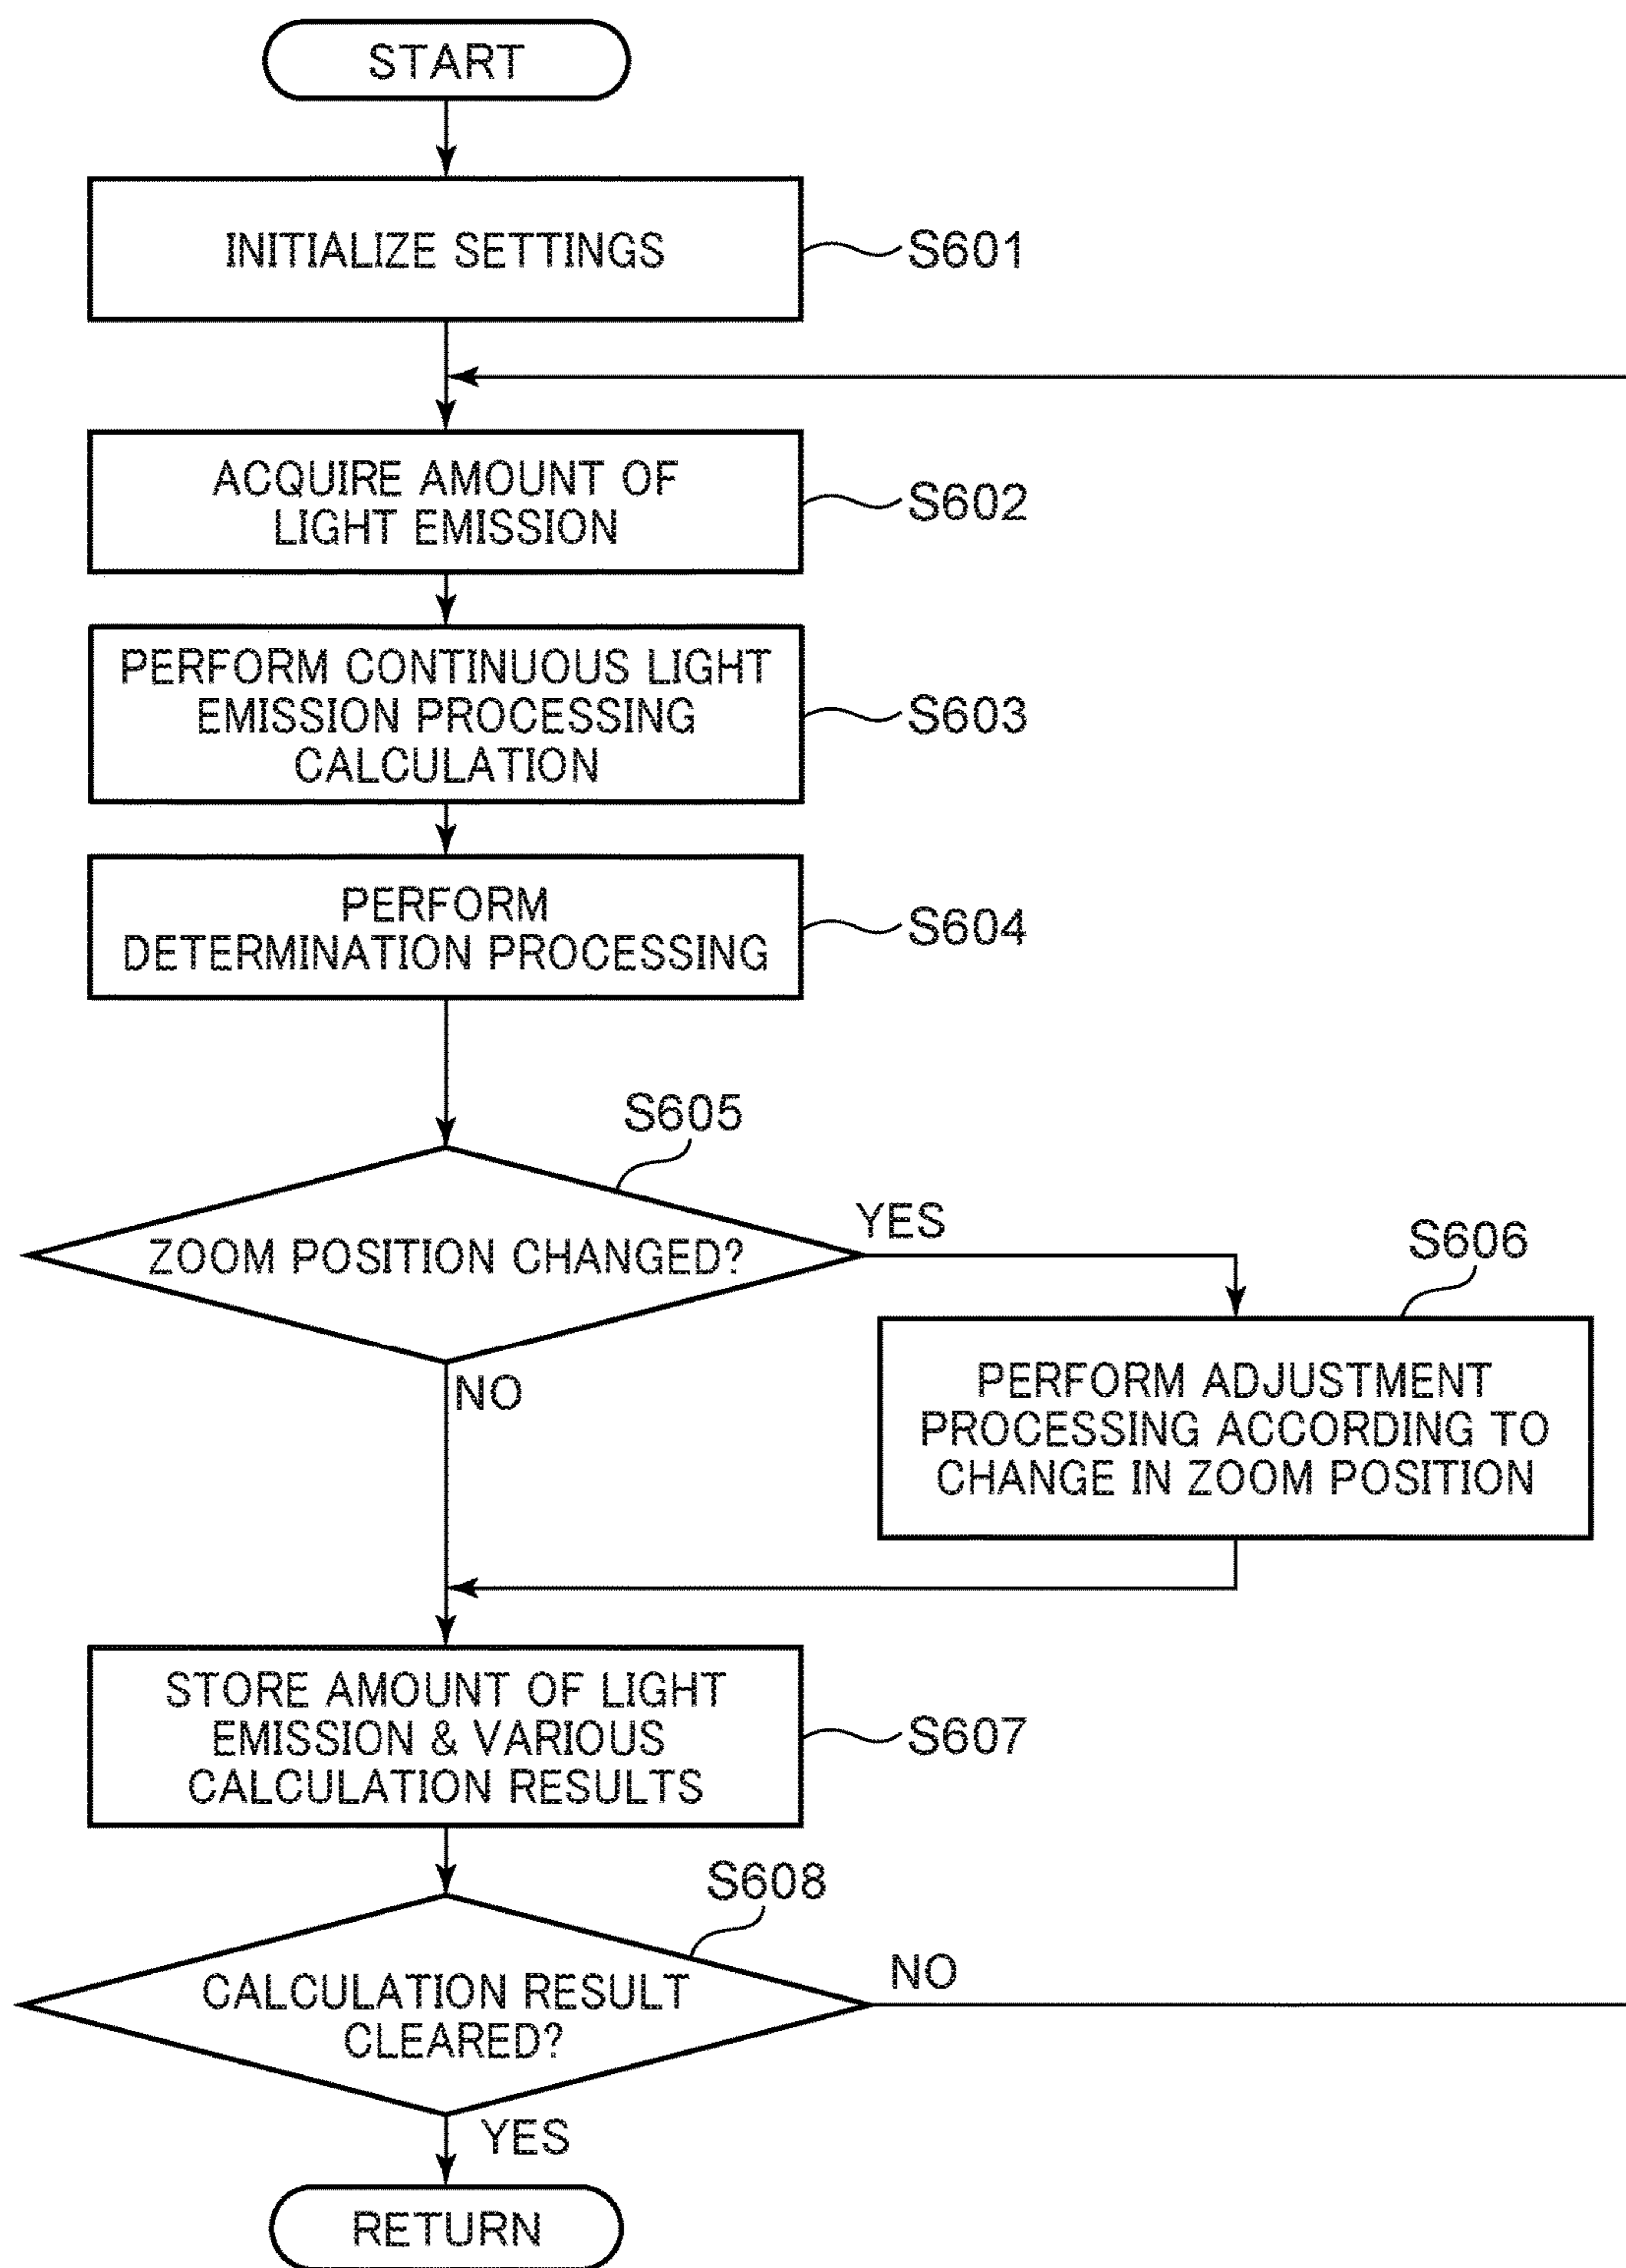 START
INITIALIZE SETTINGS
S601
ACQUIRE AMOUNT OF
LIGHT EMISSION
S602
PERFORM CONTINUOUS LIGHT
EMISSION PROCESSING
CALCULATION
S603
PERFORM
DETERMINATION PROCESSING
S604
S605
ZOOM POSITION CHANGED?
YES
NO
S606
PERFORM ADJUSTMENT
PROCESSING ACCORDING TO
CHANGE IN ZOOM POSITION
STORE AMOUNT OF LIGHT
EMISSION & VARIOUS
CALCULATION RESULTS
S607
S608
CALCULATION RESULT
CLEARED?
NO
YES
RETURN